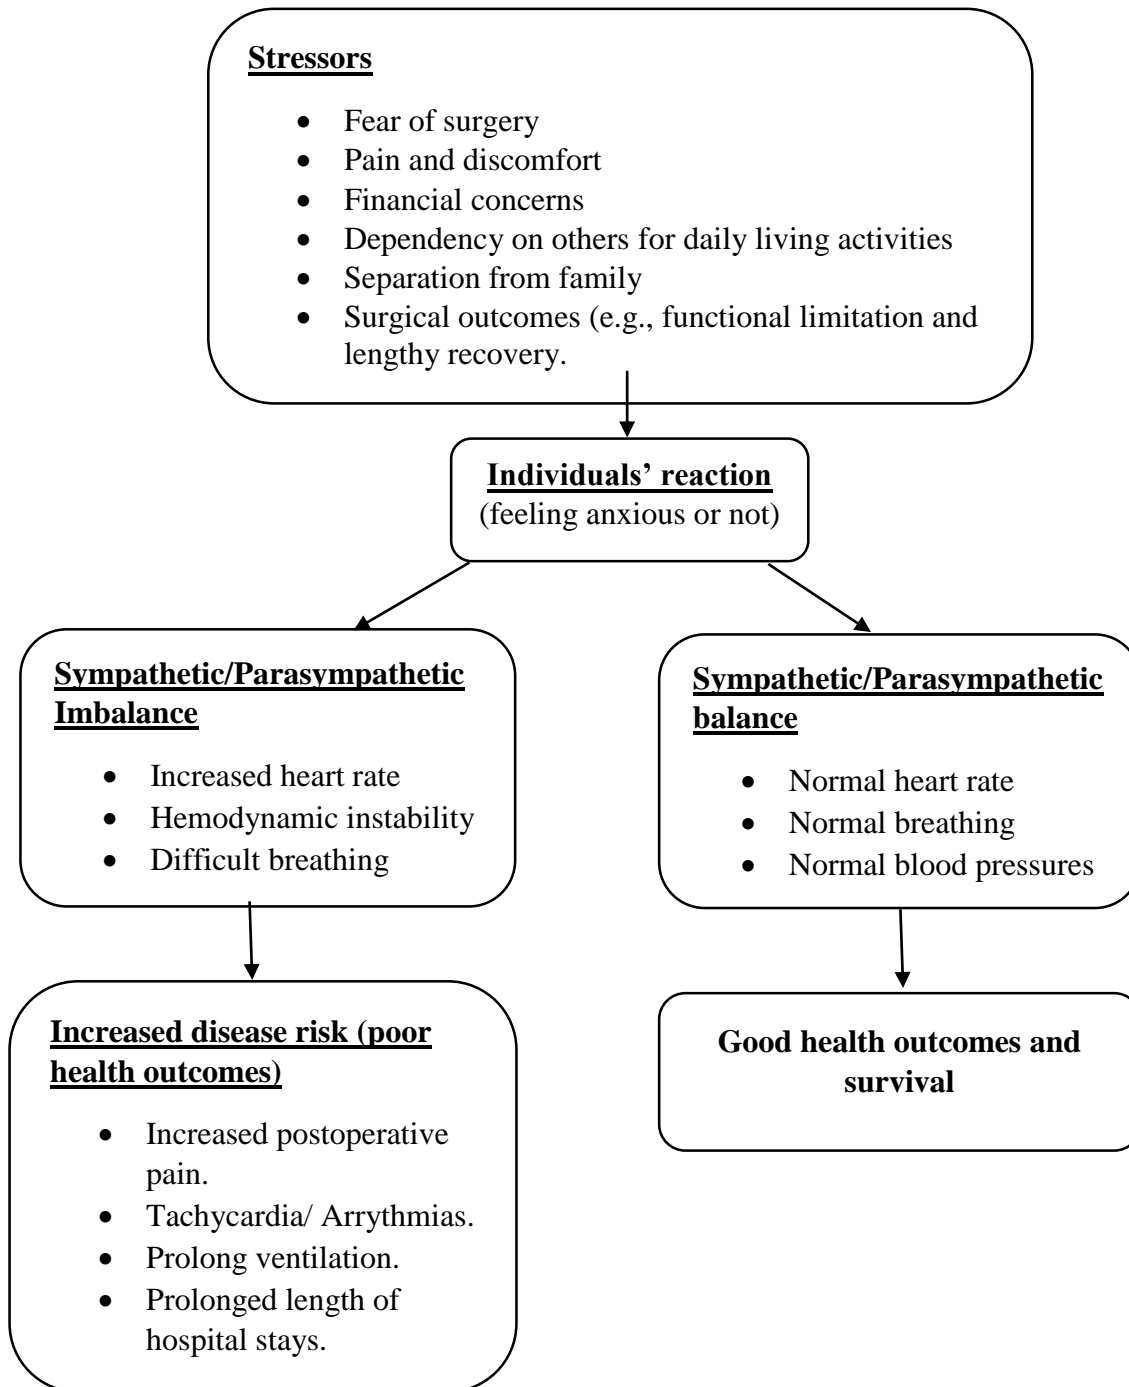 Stressors
• Fear of surgery
• Pain and discomfort
• Financial concerns
• Dependency on others for daily living activities
• Separation from family
• Surgical outcomes (e.g., functional limitation and
lengthy recovery.
Individuals’ reaction
(feeling anxious or not)
Sympathetic/Parasympathetic
Imbalance
• Increased heart rate
• Hemodynamic instability
• Difficult breathing
Sympathetic/Parasympathetic
balance
• Normal heart rate
• Normal breathing
• Normal blood pressures
Increased disease risk (poor
health outcomes)
• Increased postoperative
pain.
• Tachycardia/ Arrythmias.
• Prolong ventilation.
• Prolonged length of
hospital stays.
Good health outcomes and
survival